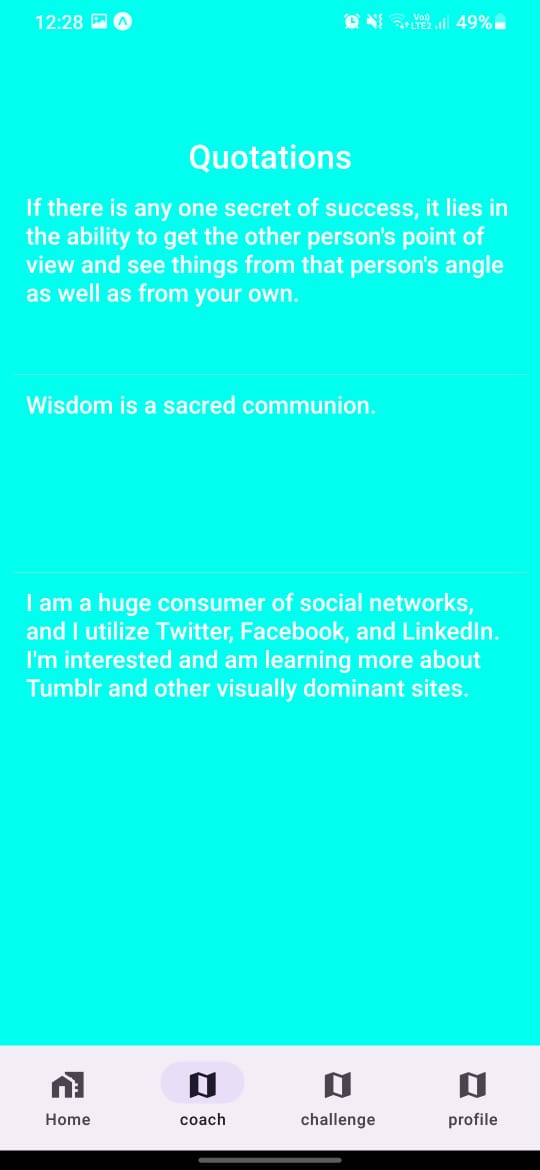 12:28
Vo))
LTE2
49%
Quotations
If there is any one secret of success, it lies in
the ability to get the other person's point of
view and see things from that person's angle
as well as from your own.
Wisdom is a sacred communion.
I am a huge consumer of social networks,
and I utilize Twitter, Facebook, and LinkedIn.
I'm interested and am learning more about
Tumblr and other visually dominant sites.
Home
coach
challenge
profile